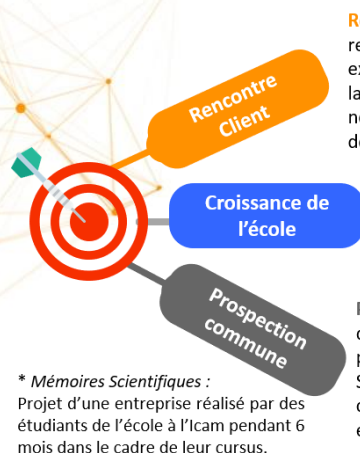 Rencontre
Client
Croissance de
l'école
Prospection
commune
* Mémoires Scientifiques :
Projet d'une entreprise réalisé par des
étudiants de l'école à l'Icam pendant 6
mois dans le cadre de leur cursus.